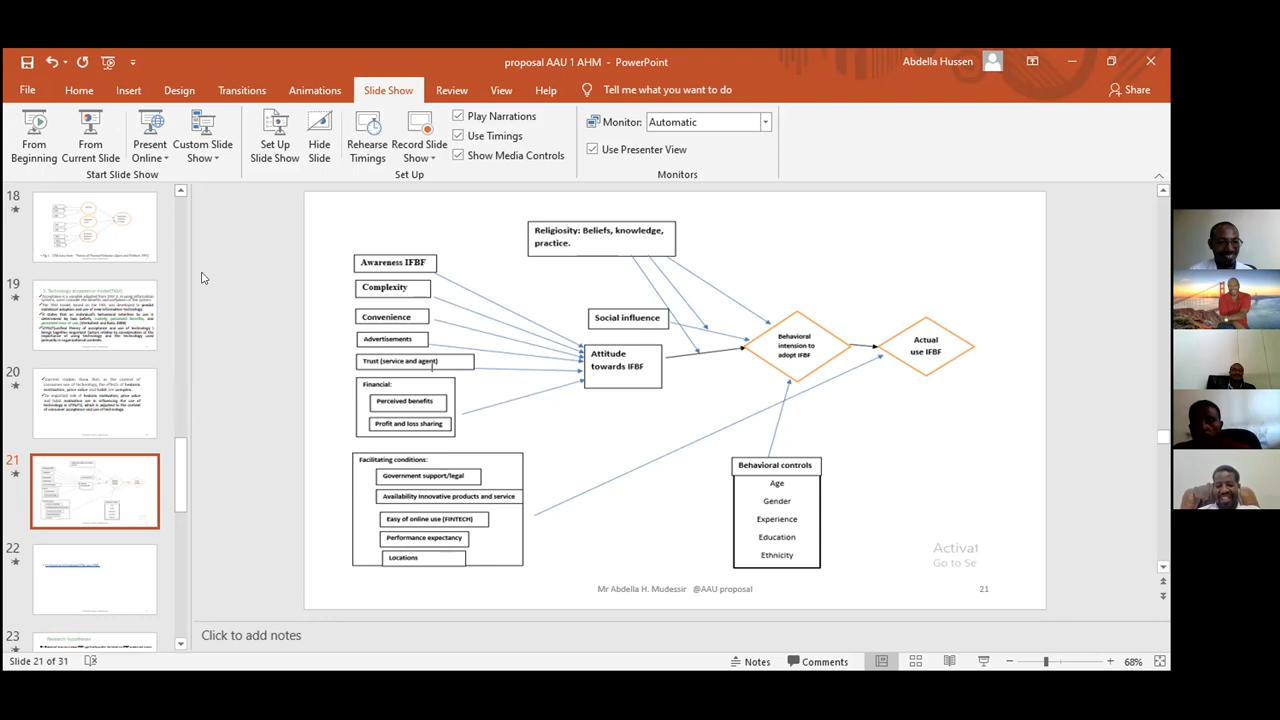 proposal AAU 1 AHM - PowerPoint
Abdella Hussen
File
Home
Insert
Design
Transitions
Animations
Slide Show
Review
View
Help
Tell me what you want to do
Share
From Beginning
From Current Slide
Present Online
Custom Slide Show
Set Up Slide Show
Hide Slide
Rehearse Timings
Record Slide Show
Play Narrations
Use Timings
Show Media Controls
Monitor:
Automatic
Use Presenter View
Start Slide Show
Set Up
Monitors
18
19
20
21
22
23
Religiosity: Beliefs, knowledge,
practice.
Awareness IFBF
Complexity
Convenience
Advertisements
Trust (service and agent)
Financial:
Perceived benefits
Profit and loss sharing
Social influence
Attitude
towards IFBF
Behavioral
intension to
adopt IFBF
Actual
use IFBF
Facilitating conditions:
Government support/legal
Availability Innovative products and service
Easy of online use (FINTECH)
Performance expectancy
Locations
Behavioral controls
Age
Gender
Experience
Education
Ethnicity
Activat
Go to Se
Mr Abdella H. Mudessir @AAU proposal
21
Click to add notes
Slide 21 of 31
Notes
Comments
68%